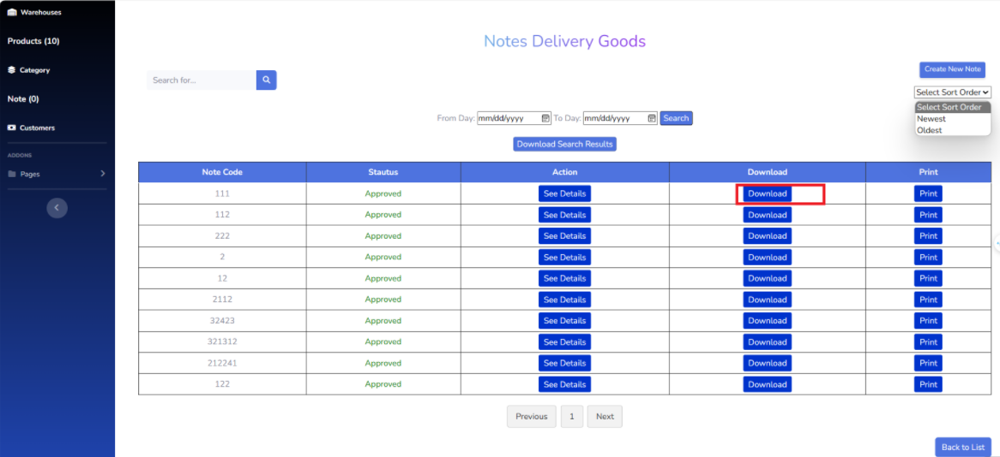 Warehouses
Products (10)
Category
Note (0)
Customers
ADDONS
Pages
Notes Delivery Goods
Search for...
Create New Note
Select Sort Order
Select Sort Order
Newest
Oldest
From Day: mm/dd/yyyy To Day: mm/dd/yyyy Search
Download Search Results
Note Code Stautus Action Download Print
111 Approved See Details Download Print
112 Approved See Details Download Print
222 Approved See Details Download Print
2 Approved See Details Download Print
12 Approved See Details Download Print
2112 Approved See Details Download Print
32423 Approved See Details Download Print
321312 Approved See Details Download Print
212241 Approved See Details Download Print
122 Approved See Details Download Print
Previous 1 Next
Back to List